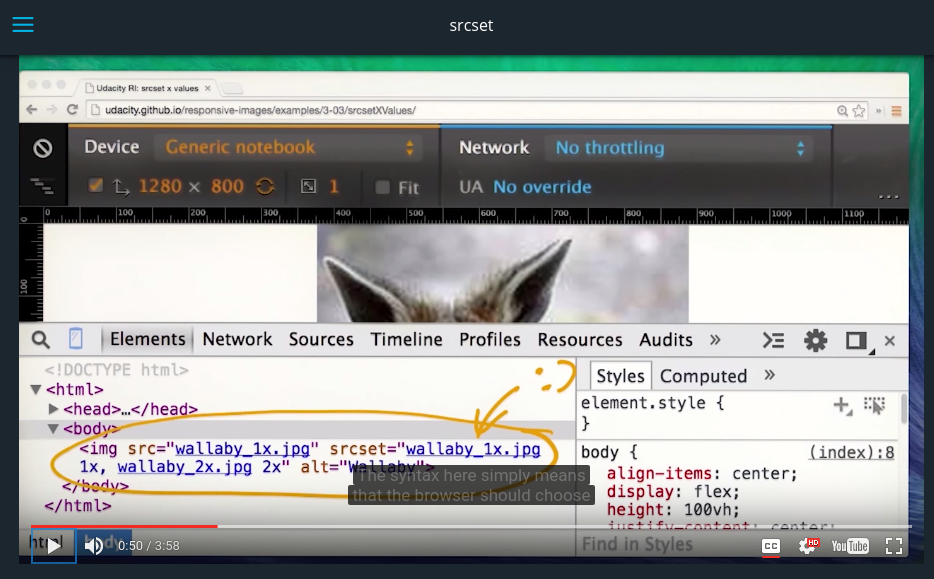 srcset
Udacity RI: srcset x values ×
udacity.github.io/responsive-images/examples/3-03/srcsetXValues/
Device Generic notebook Network No throttling
1280 × 800 1 Fit UA No override ...
0 100 200 300 400 500 600 700 800 900 1000 1100
0
100
Elements Network Sources Timeline Profiles Resources Audits » ×
<!DOCTYPE html>
▼<html>
▶<head>…</head>
▼<body>
<img src="wallaby_1x.jpg" srcset="wallaby_1x.jpg
1x, wallaby_2x.jpg 2x" alt="Wallaby">
</body>
</html>
Styles Computed »
element.style {
}
body { (index):8
align-items: center;
display: flex;
height: 100vh;
justify-content: center;
The syntax here simply means
that the browser should choose
html body
Find in Styles
0:50 / 3:58
CC HD YouTube